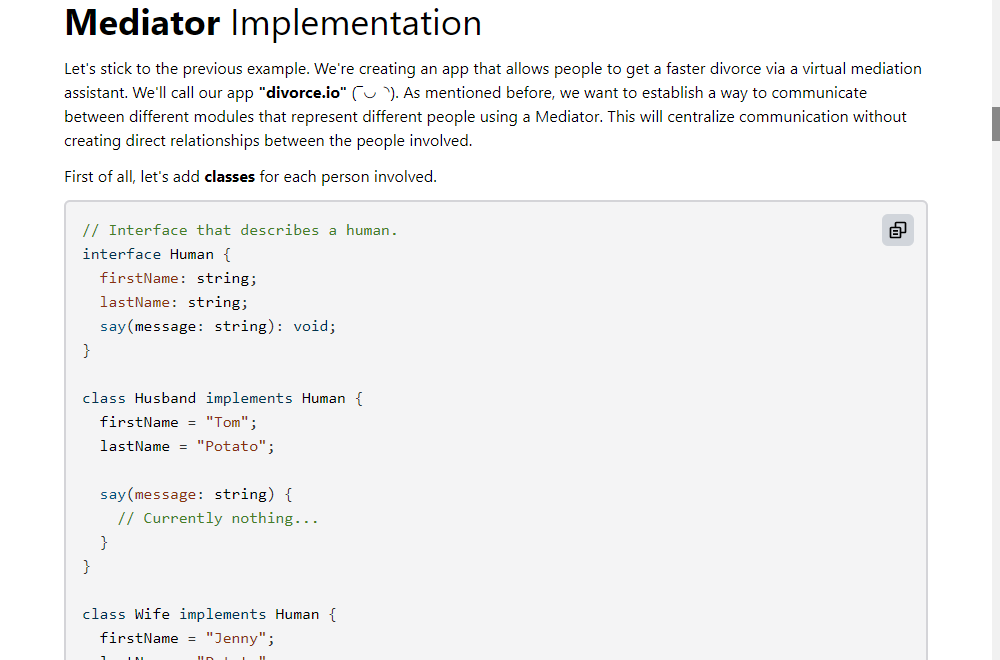 Mediator Implementation
Let's stick to the previous example. We're creating an app that allows people to get a faster divorce via a virtual mediation
assistant. We'll call our app "divorce.io" (¯◡ ¯). As mentioned before, we want to establish a way to communicate
between different modules that represent different people using a Mediator. This will centralize communication without
creating direct relationships between the people involved.
First of all, let's add classes for each person involved.
// Interface that describes a human.
interface Human {
  firstName: string;
  lastName: string;
  say(message: string): void;
}
class Husband implements Human {
  firstName = "Tom";
  lastName = "Potato";
  say(message: string) {
    // Currently nothing...
  }
}
class Wife implements Human {
  firstName = "Jenny";